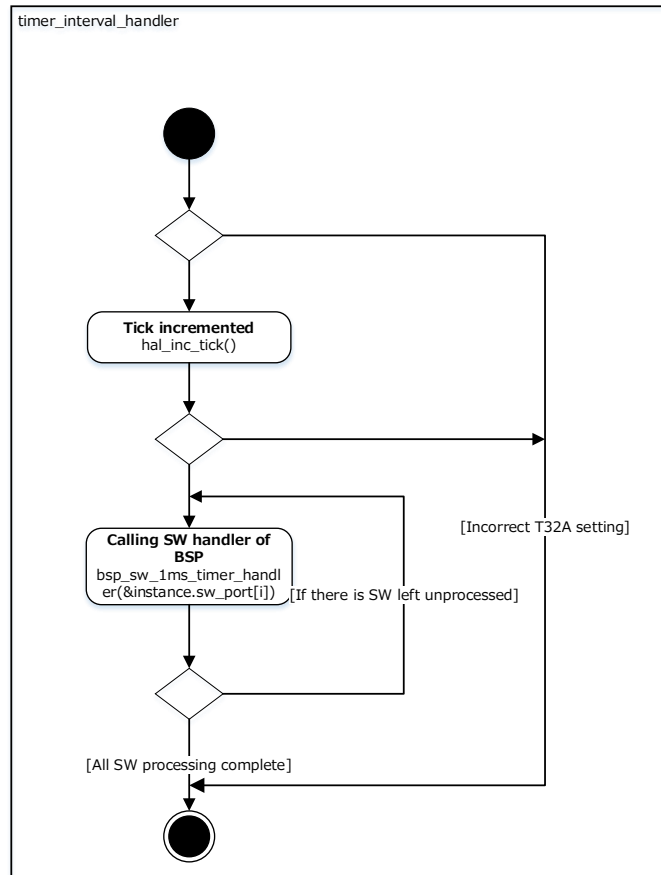 timer_interval_handler
Tick incremented
hal_inc_tick()
[Incorrect T32A setting]
Calling SW handler of
BSP
bsp_sw_1ms_timer_handl
er(&instance.sw_port[i])
[If there is SW left unprocessed]
[All SW processing complete]